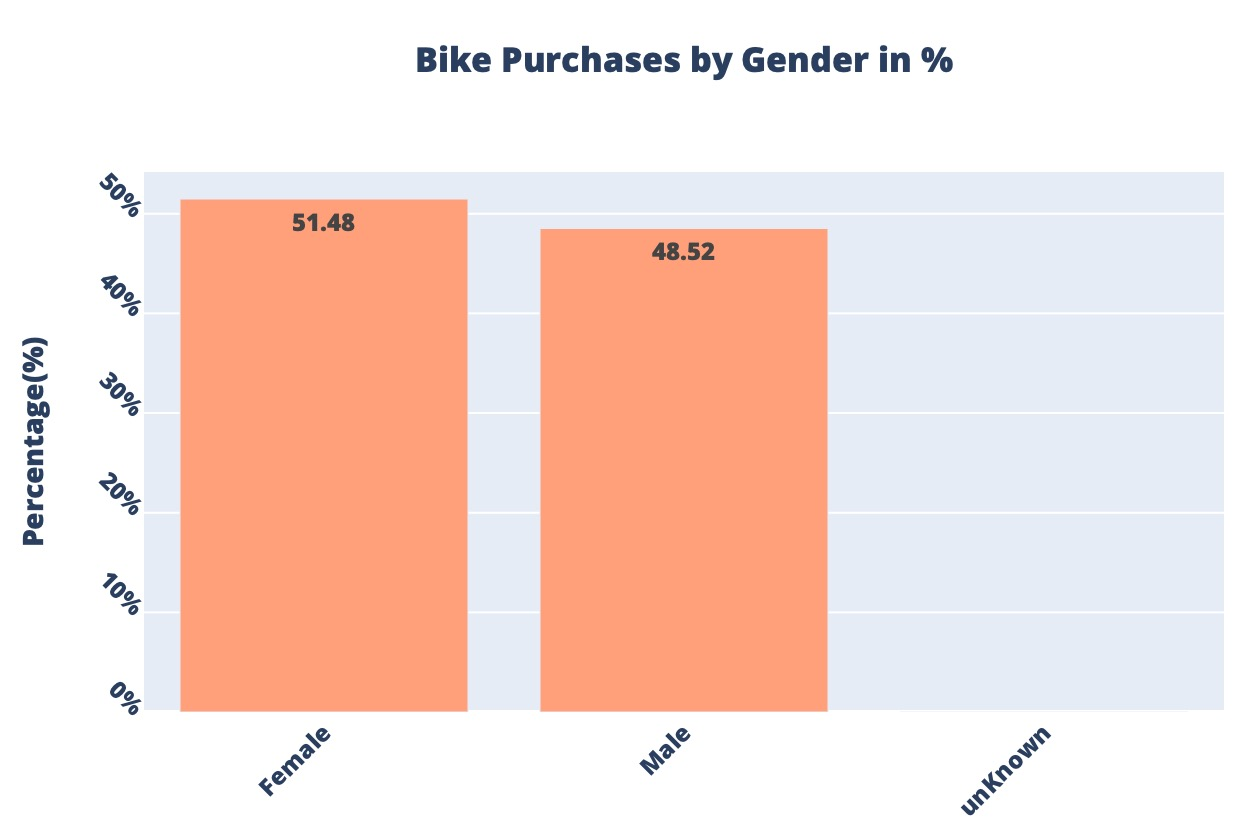 Bike Purchases by Gender in %
Percentage(%)
50%
40%
30%
20%
10%
0%
51.48
48.52
Female
Male
unKnown